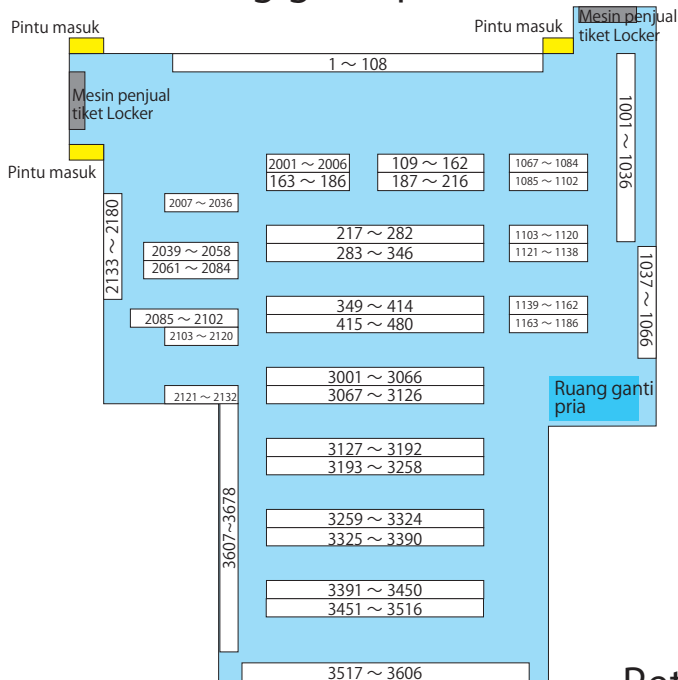 Pintu masuk
Pintu masuk
Mesin penjual
tiket Locker
1 ～ 108
Mesin penjual
tiket Locker
Pintu masuk
1001 ～ 1036
2001 ～ 2006
163 ～ 186
109 ～ 162
187 ～ 216
1067 ～ 1084
1085 ～ 1102
2133 ～ 2180
2007 ～ 2036
217 ～ 282
283 ～ 346
1103 ～ 1120
1121 ～ 1138
2039 ～ 2058
2061 ～ 2084
1037 ～ 1066
349 ～ 414
415 ～ 480
1139 ～ 1162
1163 ～ 1186
2085 ～ 2102
2103 ～ 2120
3001 ～ 3066
3067 ～ 3126
Ruang ganti
pria
2121 ～ 2132
3127 ～ 3192
3193 ～ 3258
3607~3678
3259 ～ 3324
3325 ～ 3390
3391 ～ 3450
3451 ～ 3516
3517 ～ 3606